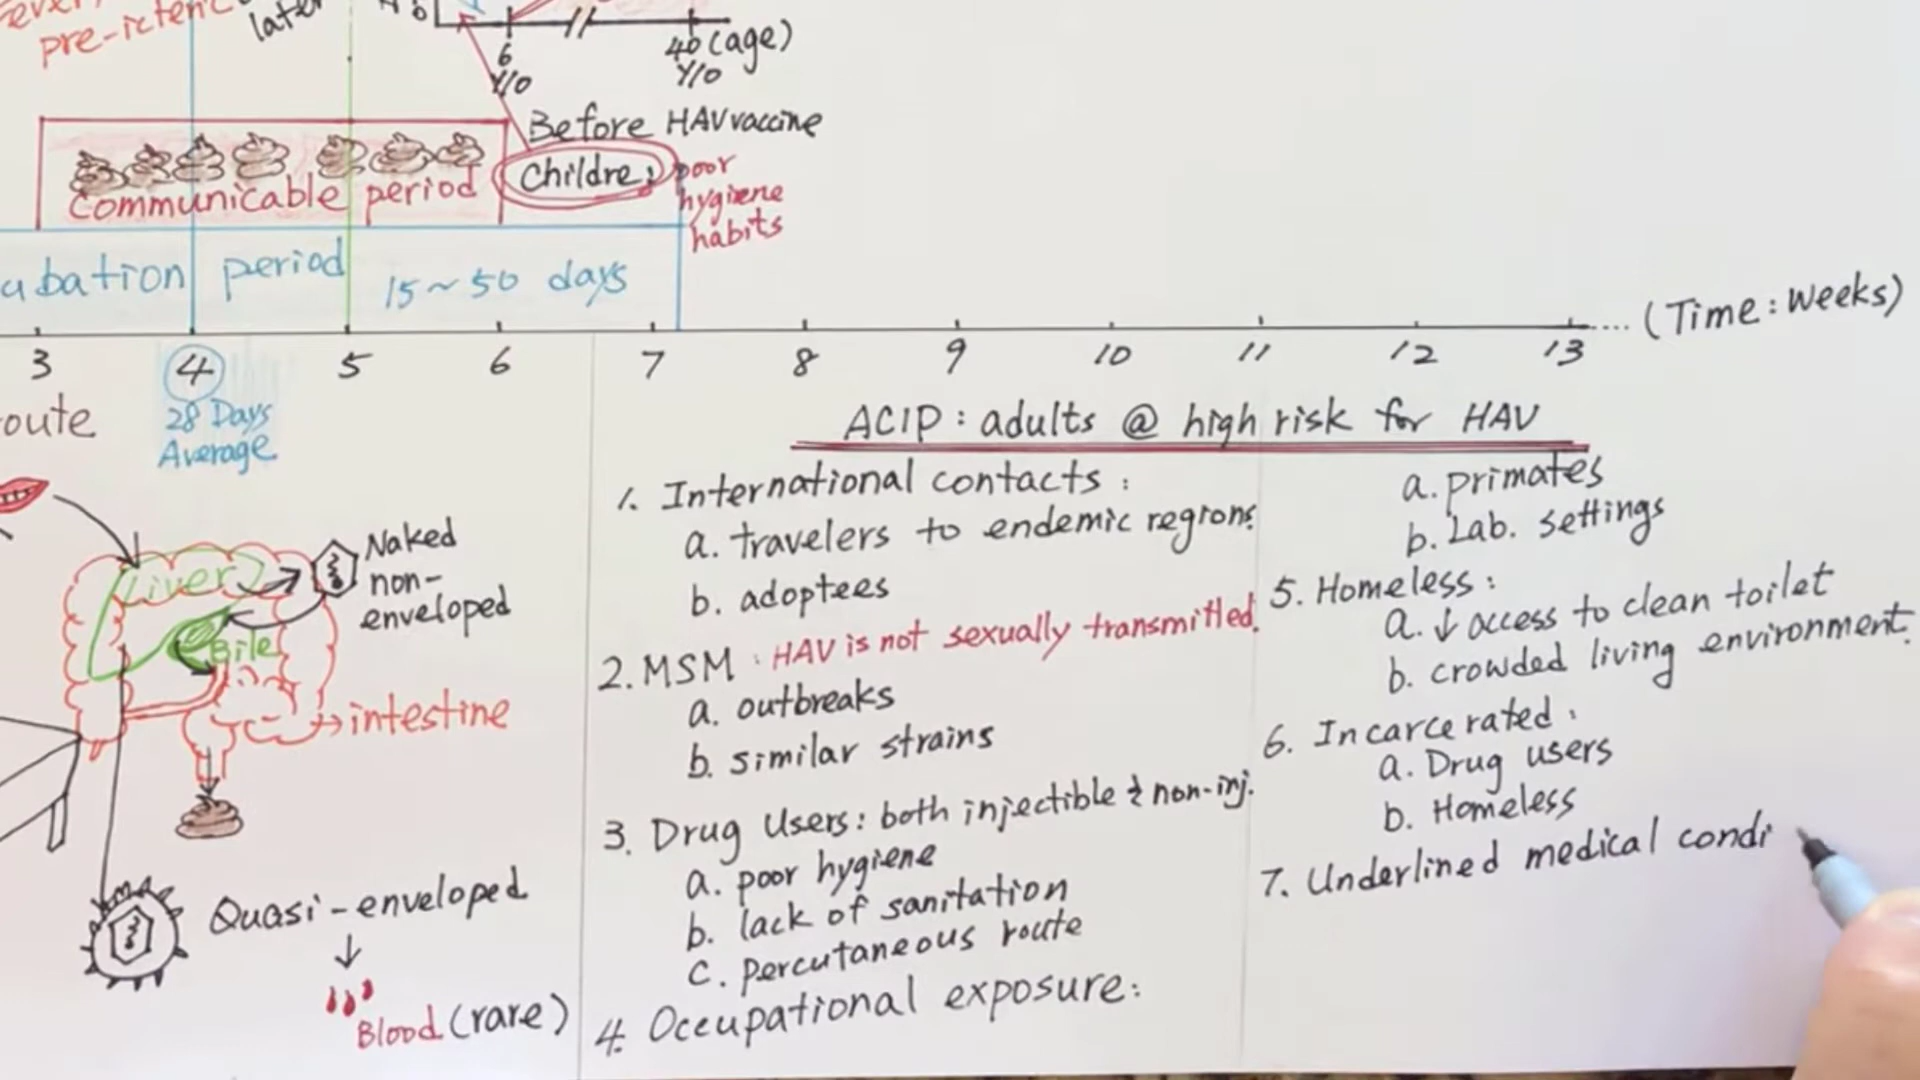 pre-icteric
6
40 (age)
Y/O
Y/O
Before HAV vaccine
Children
poor
hygiene
habits
Communicable period
ubation period
15~50 days
(Time: Weeks)
3
4
5
6
7
8
9
10
11
12
13
28 Days
Average
oute
Liver
Bile
Naked
non-
enveloped
→ intestine
Quasi-enveloped
↓
Blood (rare)
ACIP: adults @ high risk for HAV
1. International contacts:
a. travelers to endemic regions.
b. adoptees
2. MSM: HAV is not sexually transmitted.
a. outbreaks
b. similar strains
3. Drug Users: both injectible & non-inj.
a. poor hygiene
b. lack of sanitation
c. percutaneous route
4. Occupational exposure:
a. primates
b. Lab. settings
5. Homeless:
a. ↓ access to clean toilet
b. crowded living environment.
6. Incarcerated:
a. Drug users
b. Homeless
7. Underlined medical condi